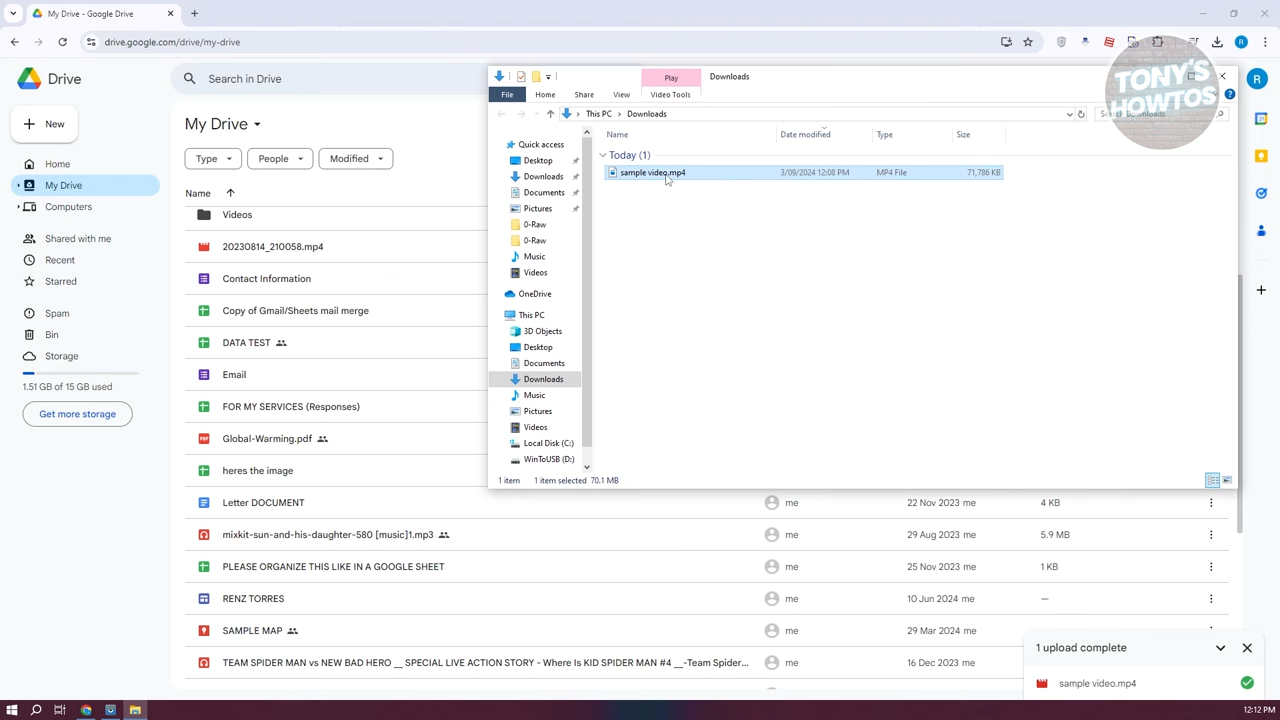 My Drive - Google Drive
drive.google.com/drive/my-drive
R
Drive
Search in Drive
R
New
Home
My Drive
Computers
Shared with me
Recent
Starred
Spam
Bin
Storage
1.51 GB of 15 GB used
Get more storage
My Drive
Type
People
Modified
Name
Videos
20230814_210058.mp4
Contact Information
Copy of Gmail/Sheets mail merge
DATA TEST
Email
FOR MY SERVICES (Responses)
Global-Warming.pdf
heres the image
Letter DOCUMENT me 22 Nov 2023 me 4 KB
mixkit-sun-and-his-daughter-580 [music]1.mp3 me 29 Aug 2023 me 5.9 MB
PLEASE ORGANIZE THIS LIKE IN A GOOGLE SHEET me 25 Nov 2023 me 1 KB
RENZ TORRES me 10 Jun 2024 me —
SAMPLE MAP me 29 Mar 2024 me
TEAM SPIDER MAN vs NEW BAD HERO __ SPECIAL LIVE ACTION STORY - Where Is KID SPIDER MAN #4 __-Team Spider... me 16 Dec 2023 me
Play Downloads
File Home Share View Video Tools
This PC Downloads
Search Downloads
Name Date modified Type Size
Today (1)
sample video.mp4 3/09/2024 12:08 PM MP4 File 71,786 KB
Quick access
Desktop
Downloads
Documents
Pictures
0-Raw
0-Raw
Music
Videos
OneDrive
This PC
3D Objects
Desktop
Documents
Downloads
Music
Pictures
Videos
Local Disk (C:)
WinToUSB (D:)
1 item 1 item selected 70.1 MB
TONY'S
HOWTOS
1 upload complete
sample video.mp4
12:12 PM